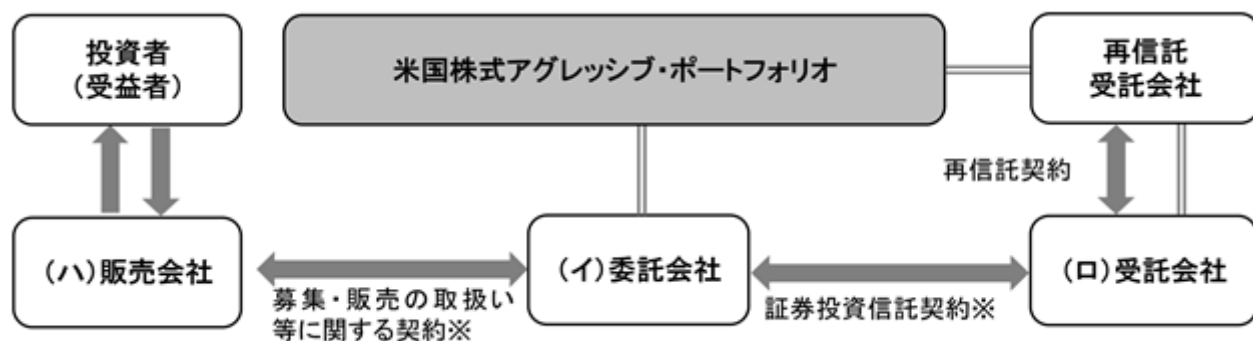 投資者
（受益者）
米国株式アグレッシブ・ポートフォリオ
再信託
受託会社
再信託契約
（ハ）販売会社
募集・販売の取扱い
等に関する契約※
（イ）委託会社
証券投資信託契約※
（ロ）受託会社